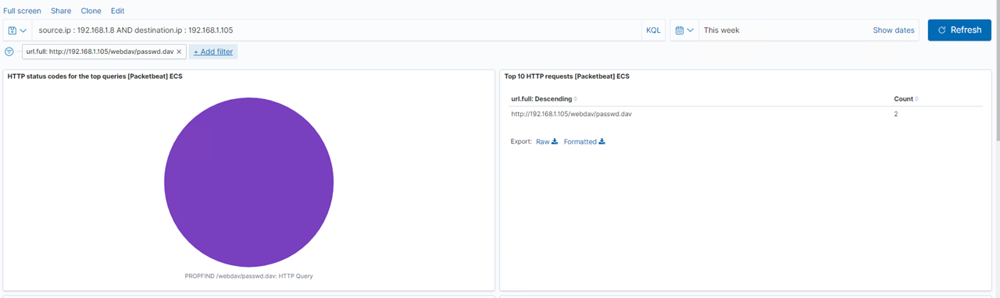 Full screen Share Clone Edit
source.ip : 192.168.1.8 AND destination.ip : 192.168.1.105 KQL This week Show dates Refresh
url.full: http://192.168.1.105/webdav/passwd.dav × + Add filter
HTTP status codes for the top queries [Packetbeat] ECS
PROPFIND /webdav/passwd.dav: HTTP Query
Top 10 HTTP requests [Packetbeat] ECS
url.full: Descending Count
http://192.168.1.105/webdav/passwd.dav 2
Export: Raw Formatted